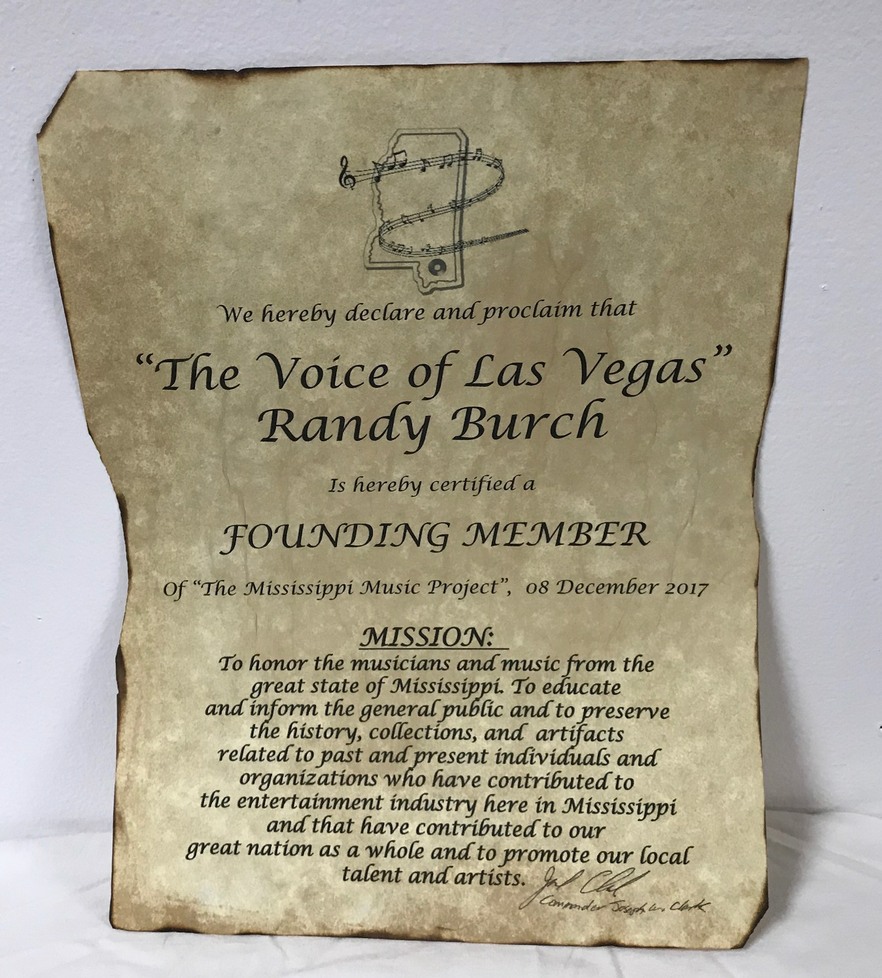 We hereby declare and proclaim that
“The Voice of Las Vegas”
Randy Burch
Is hereby certified a
FOUNDING MEMBER
Of “The Mississippi Music Project”, 08 December 2017
MISSION:
To honor the musicians and music from the
great state of Mississippi. To educate
and inform the general public and to preserve
the history, collections, and artifacts
related to past and present individuals and
organizations who have contributed to
the entertainment industry here in Mississippi
and that have contributed to our
great nation as a whole and to promote our local
talent and artists.
Commander Joseph W. Clark